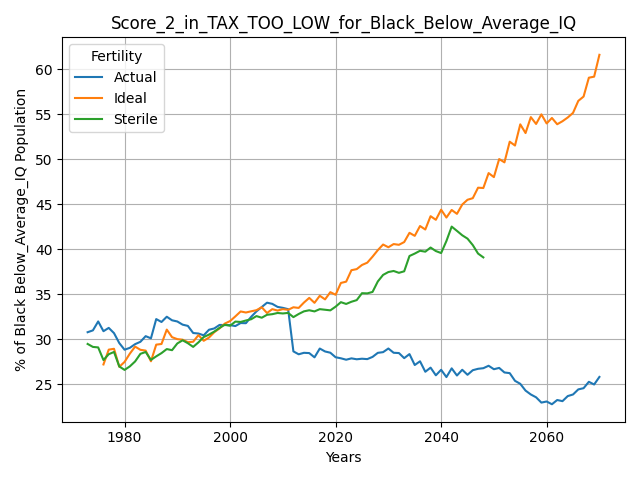 Score_2_in_TAX_TOO_LOW_for_Black_Below_Average_IQ
Fertility
Actual
Ideal
Sterile
% of Black Below_Average_IQ Population
60
55
50
45
40
35
30
25
1980 2000 2020 2040 2060
Years